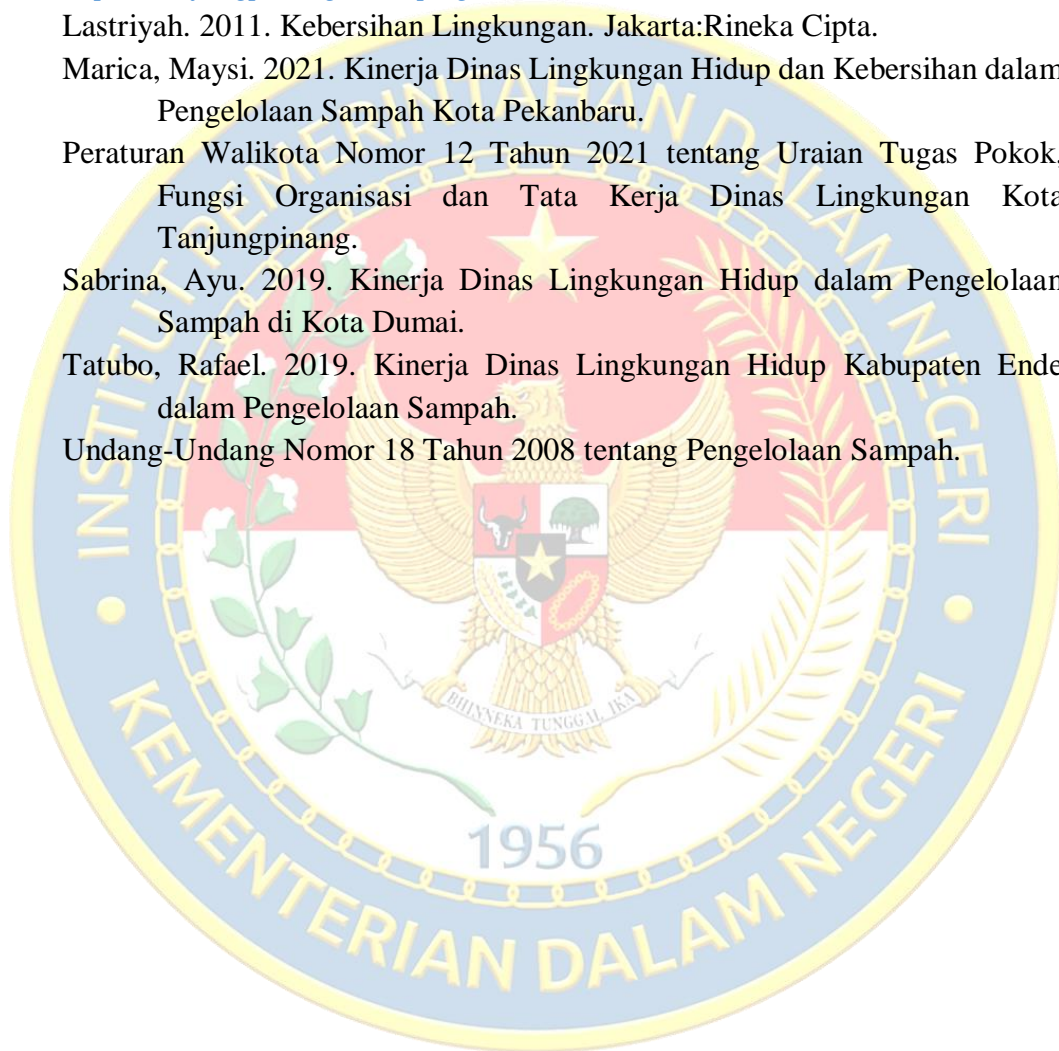 Lastriyah. 2011. Kebersihan Lingkungan. Jakarta:Rineka Cipta.
Marica, Maysi. 2021. Kinerja Dinas Lingkungan Hidup dan Kebersihan dalam
Pengelolaan Sampah Kota Pekanbaru.
Peraturan Walikota Nomor 12 Tahun 2021 tentang Uraian Tugas Pokok,
Fungsi Organisasi dan Tata Kerja Dinas Lingkungan Kota
Tanjungpinang.
Sabrina, Ayu. 2019. Kinerja Dinas Lingkungan Hidup dalam Pengelolaan
Sampah di Kota Dumai.
Tatubo, Rafael. 2019. Kinerja Dinas Lingkungan Hidup Kabupaten Ende
dalam Pengelolaan Sampah.
Undang-Undang Nomor 18 Tahun 2008 tentang Pengelolaan Sampah.
INSTITUT PEMERINTAHAN DALAM NEGERI
BHINNEKA TUNGGAL IKA
1956
KEMENTERIAN DALAM NEGERI